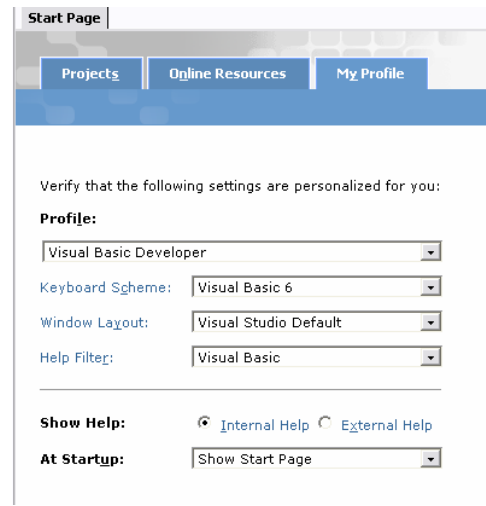 Start Page
Projects Online Resources My Profile
Verify that the following settings are personalized for you:
Profile:
Visual Basic Developer
Keyboard Scheme: Visual Basic 6
Window Layout: Visual Studio Default
Help Filter: Visual Basic
Show Help: Internal Help External Help
At Startup: Show Start Page